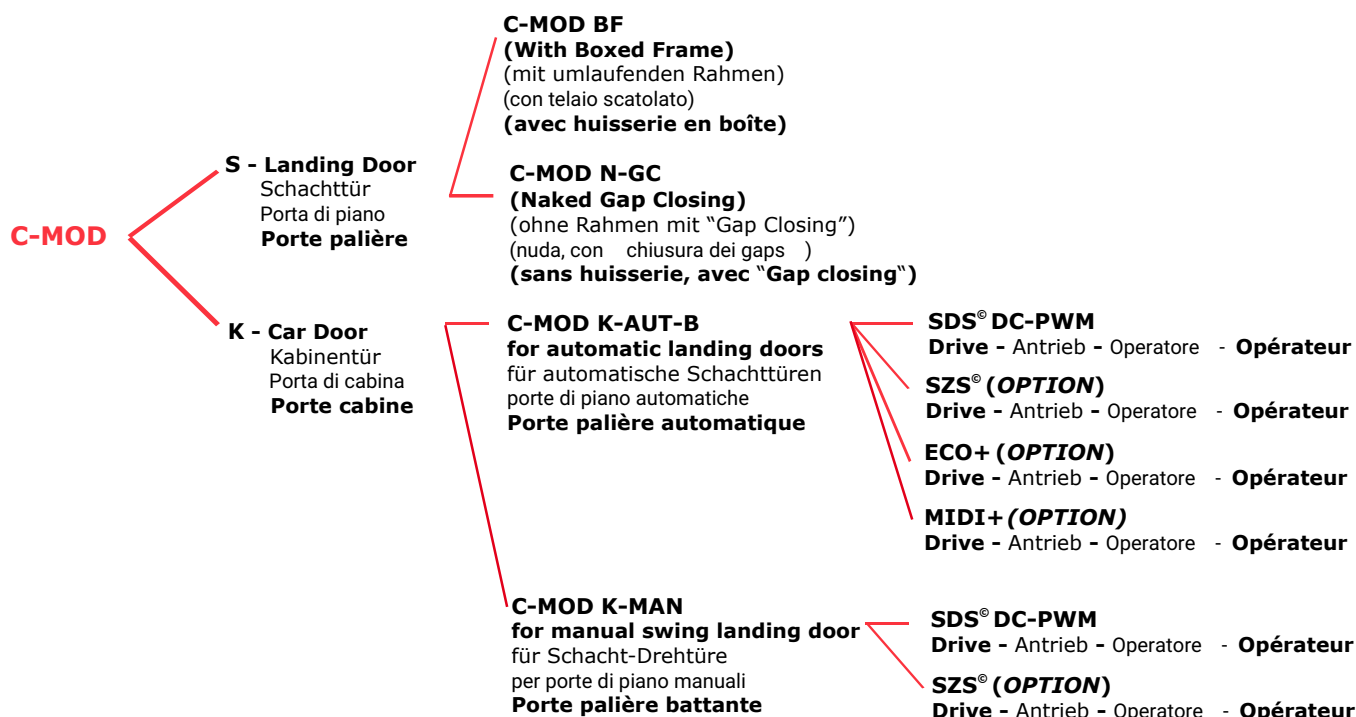 C-MOD
S - Landing Door
Schachttür
Porta di piano
Porte palière
C-MOD BF
(With Boxed Frame)
(mit umlaufenden Rahmen)
(con telaio scatolato)
(avec huisserie en boîte)
C-MOD N-GC
(Naked Gap Closing)
(ohne Rahmen mit “Gap Closing”)
(nuda, con chiusura dei gaps )
(sans huisserie, avec “Gap closing“)
K - Car Door
Kabinentür
Porta di cabina
Porte cabine
C-MOD K-AUT-B
for automatic landing doors
für automatische Schachttüren
porte di piano automatiche
Porte palière automatique
SDS© DC-PWM
Drive - Antrieb - Operatore - Opérateur
SZS© (OPTION)
Drive - Antrieb - Operatore - Opérateur
ECO+ (OPTION)
Drive - Antrieb - Operatore - Opérateur
MIDI+ (OPTION)
Drive - Antrieb - Operatore - Opérateur
C-MOD K-MAN
for manual swing landing door
für Schacht-Drehtüre
per porte di piano manuali
Porte palière battante
SDS© DC-PWM
Drive - Antrieb - Operatore - Opérateur
SZS© (OPTION)
Drive - Antrieb - Operatore - Opérateur